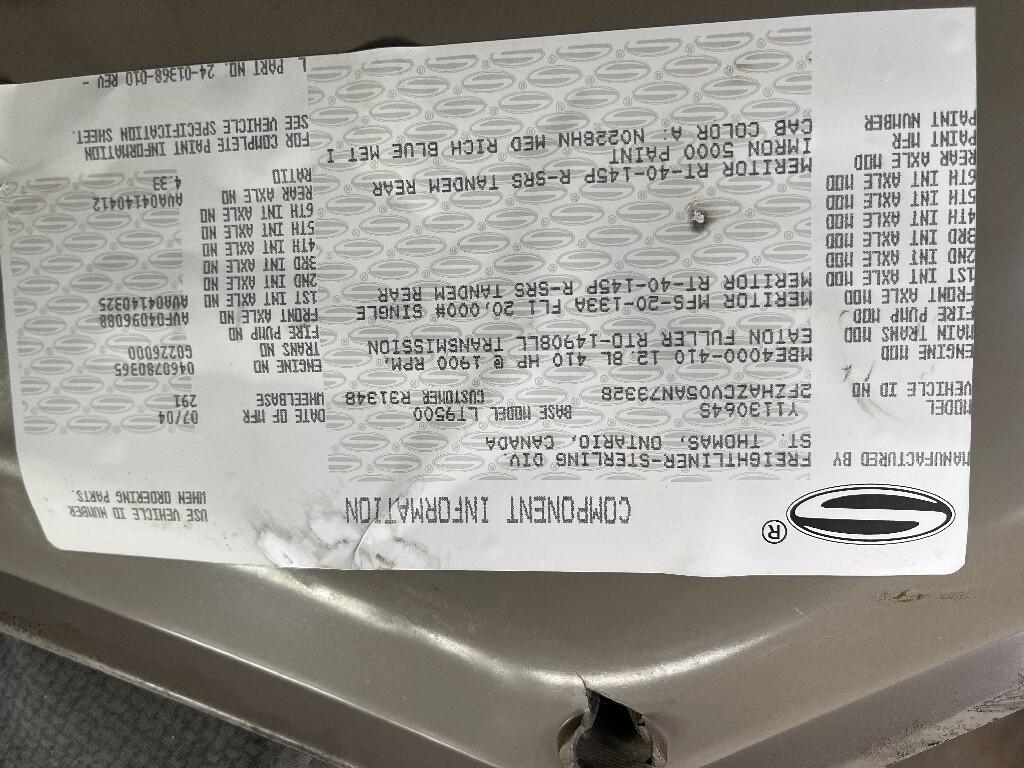 COMPONENT INFORMATION
USE VEHICLE ID NUMBER
WHEN ORDERING PARTS.
®
MANUFACTURED BY FREIGHTLINER-STERLING DIV.
ST. THOMAS, ONTARIO, CANADA
MODEL Y113064S BASE MODEL LT9500 DATE OF MFR 07/04
VEHICLE ID NO 2FZHAZCV05AN79328 CUSTOMER R31348 WHEELBASE 291
ENGINE MOD MBE4000-410 12.8L 410 HP @ 1900 RPM, ENGINE NO 0460780365
MAIN TRANS MOD EATON FULLER RTO-14908LL TRANSMISSION TRANS NO G0226000
FIRE PUMP MOD FIRE PUMP NO
FRONT AXLE MOD MERITOR MFS-20-133A FL1 20,000# SINGLE FRONT AXLE NO AVF04096088
1ST INT AXLE MOD MERITOR RT-40-145P R-SRS TANDEM REAR 1ST INT AXLE NO AVR04140325
2ND INT AXLE MOD 2ND INT AXLE NO
3RD INT AXLE MOD 3RD INT AXLE NO
4TH INT AXLE MOD 4TH INT AXLE NO
5TH INT AXLE MOD 5TH INT AXLE NO
6TH INT AXLE MOD 6TH INT AXLE NO
REAR AXLE MOD MERITOR RT-40-145P R-SRS TANDEM REAR REAR AXLE NO AVA04140412
RATIO 4.33
PAINT MFR IMRON 5000 PAINT
PAINT NUMBER CAB COLOR A: N0228HN MED RICH BLUE MET I
FOR COMPLETE PAINT INFORMATION
SEE VEHICLE SPECIFICATION SHEET.
L PART NO. 24-01368-010 REV -